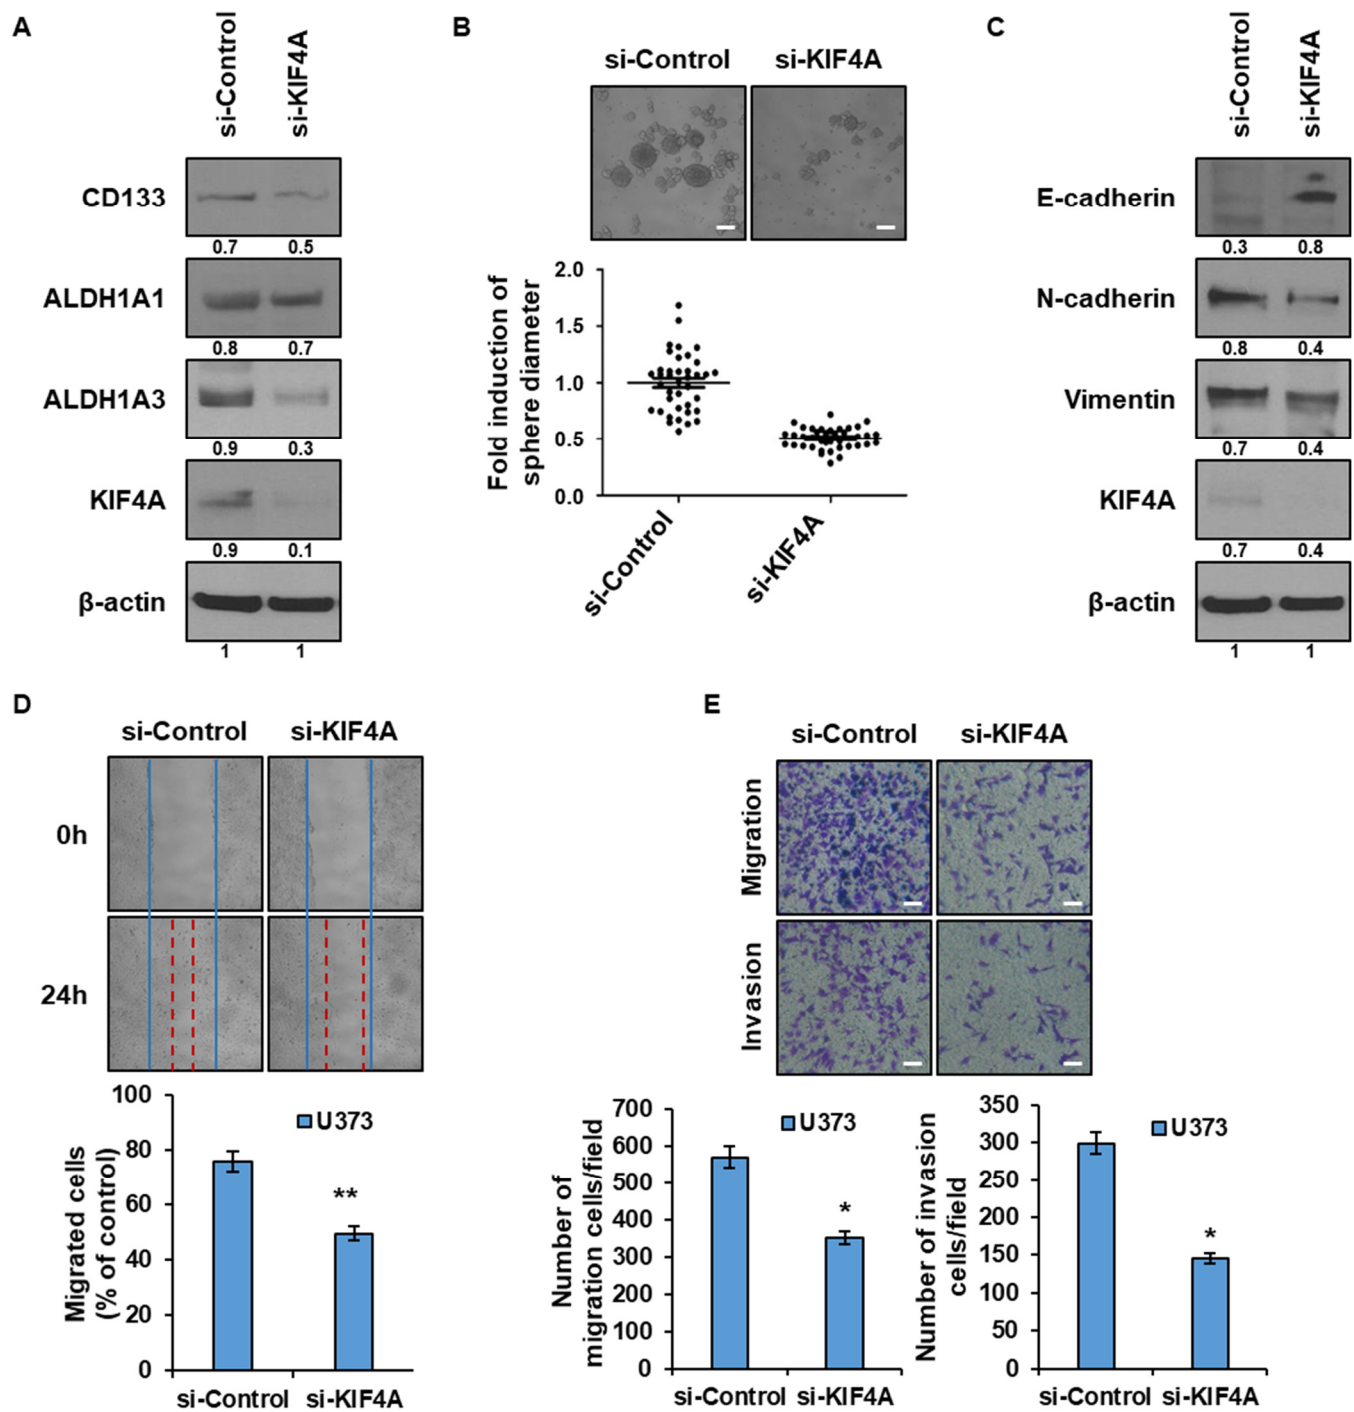 A
si-Control
si-KIF4A
CD133
0.7 0.5
ALDH1A1
0.8 0.7
ALDH1A3
0.9 0.3
KIF4A
0.9 0.1
β-actin
1 1
B
si-Control si-KIF4A
Fold induction of
sphere diameter
2.0
1.5
1.0
0.5
0.0
si-Control
si-KIF4A
C
si-Control
si-KIF4A
E-cadherin
0.3 0.8
N-cadherin
0.8 0.4
Vimentin
0.7 0.4
KIF4A
0.7 0.4
β-actin
1 1
D
si-Control si-KIF4A
0h
24h
Migrated cells
(% of control)
100
80
60
40
20
0
U373
**
si-Control si-KIF4A
E
si-Control si-KIF4A
Migration
Invasion
Number of
migration cells/field
700
600
500
400
300
200
100
0
U373
*
si-Control si-KIF4A
Number of invasion
cells/field
350
300
250
200
150
100
50
0
U373
*
si-Control si-KIF4A